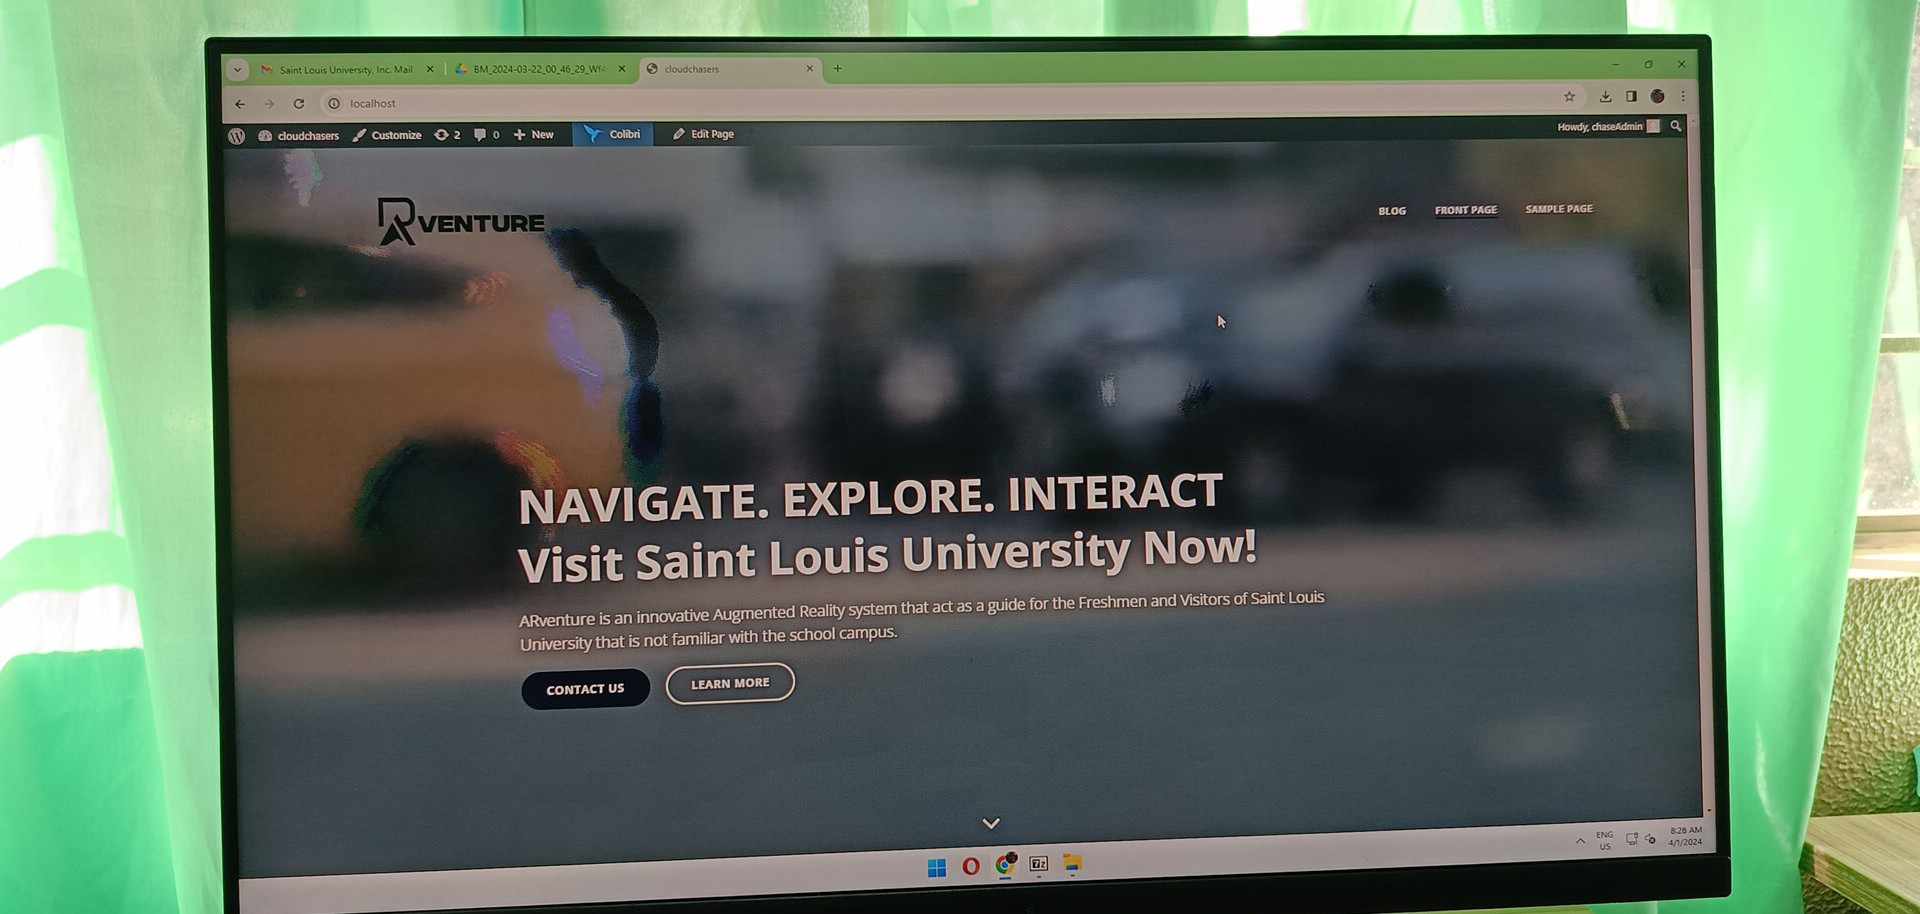 Saint Louis University, Inc. Mail
BM_2024-03-22_00_46_29_Wf
cloudchasers
localhost
cloudchasers Customize 2 0 New Colibri Edit Page
Howdy, chaseAdmin
RVENTURE
BLOG FRONT PAGE SAMPLE PAGE
NAVIGATE. EXPLORE. INTERACT
Visit Saint Louis University Now!
ARventure is an innovative Augmented Reality system that act as a guide for the Freshmen and Visitors of Saint Louis
University that is not familiar with the school campus.
CONTACT US LEARN MORE
ENG
US
8:26 AM
4/1/2024